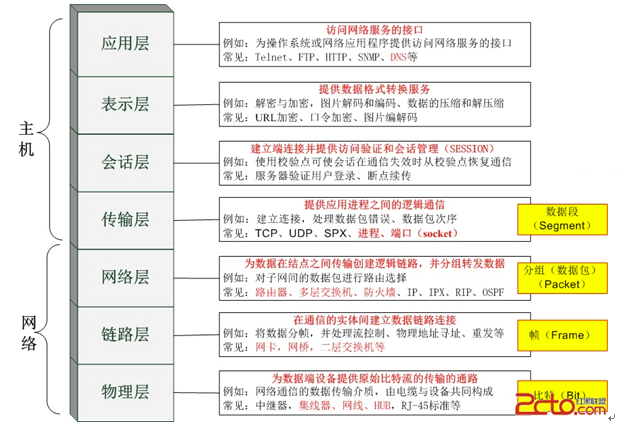 应用层
访问网络服务的接口
例如：为操作系统或网络应用程序提供访问网络服务的接口
常见：Telnet、FTP、HTTP、SNMP、DNS等
表示层
提供数据格式转换服务
例如：解密与加密，图片解码和编码、数据的压缩和解压缩
常见：URL加密、口令加密、图片编解码
主机
会话层
建立端连接并提供访问验证和会话管理（SESSION）
例如：使用校验点可使会话在通信失效时从校验点恢复通信
常见：服务器验证用户登录、断点续传
传输层
提供应用进程之间的逻辑通信
例如：建立连接，处理数据包错误、数据包次序
常见：TCP、UDP、SPX、进程、端口（socket）
数据段
（Segment）
网络层
为数据在结点之间传输创建逻辑链路，并分组转发数据
例如：对子网间的数据包进行路由选择
常见：路由器、多层交换机、防火墙、IP、IPX、RIP、OSPF
分组（数据包）
（Packet）
网络
链路层
在通信的实体间建立数据链路连接
例如：将数据分帧，并处理流控制、物理地址寻址、重发等
常见：网卡，网桥，二层交换机等
帧（Frame）
物理层
为数据端设备提供原始比特流的传输的通路
例如：网络通信的数据传输介质，由电缆与设备共同构成
常见：中继器，集线器、网线、HUB，RJ-45标准等
比特（Bit）
2cto.com
红黑联盟